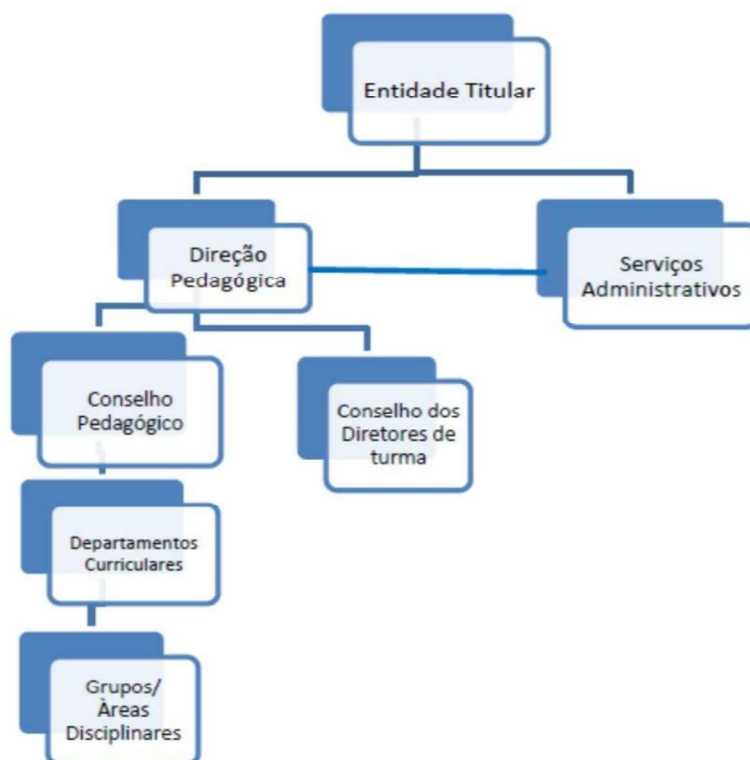 Entidade Titular
Direção
Pedagógica
Serviços
Administrativos
Conselho
Pedagógico
Conselho dos
Diretores de
turma
Departamentos
Curriculares
Grupos/
Àreas
Disciplinares